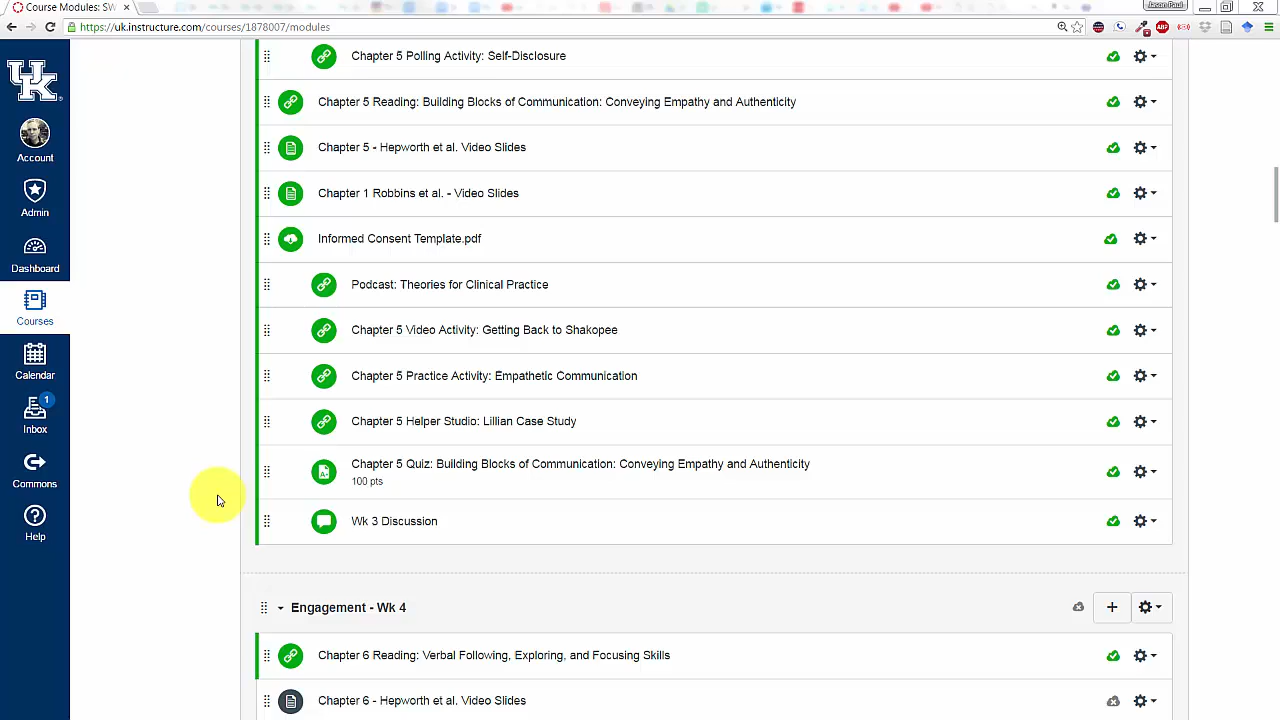 Course Modules: SW
Jason Paul
https://uk.instructure.com/courses/1878007/modules
UK
Account
Admin
Dashboard
Courses
Calendar
1
Inbox
Commons
Help
Chapter 5 Polling Activity: Self-Disclosure
Chapter 5 Reading: Building Blocks of Communication: Conveying Empathy and Authenticity
Chapter 5 - Hepworth et al. Video Slides
Chapter 1 Robbins et al. - Video Slides
Informed Consent Template.pdf
Podcast: Theories for Clinical Practice
Chapter 5 Video Activity: Getting Back to Shakopee
Chapter 5 Practice Activity: Empathetic Communication
Chapter 5 Helper Studio: Lillian Case Study
Chapter 5 Quiz: Building Blocks of Communication: Conveying Empathy and Authenticity
100 pts
Wk 3 Discussion
Engagement - Wk 4
Chapter 6 Reading: Verbal Following, Exploring, and Focusing Skills
Chapter 6 - Hepworth et al. Video Slides